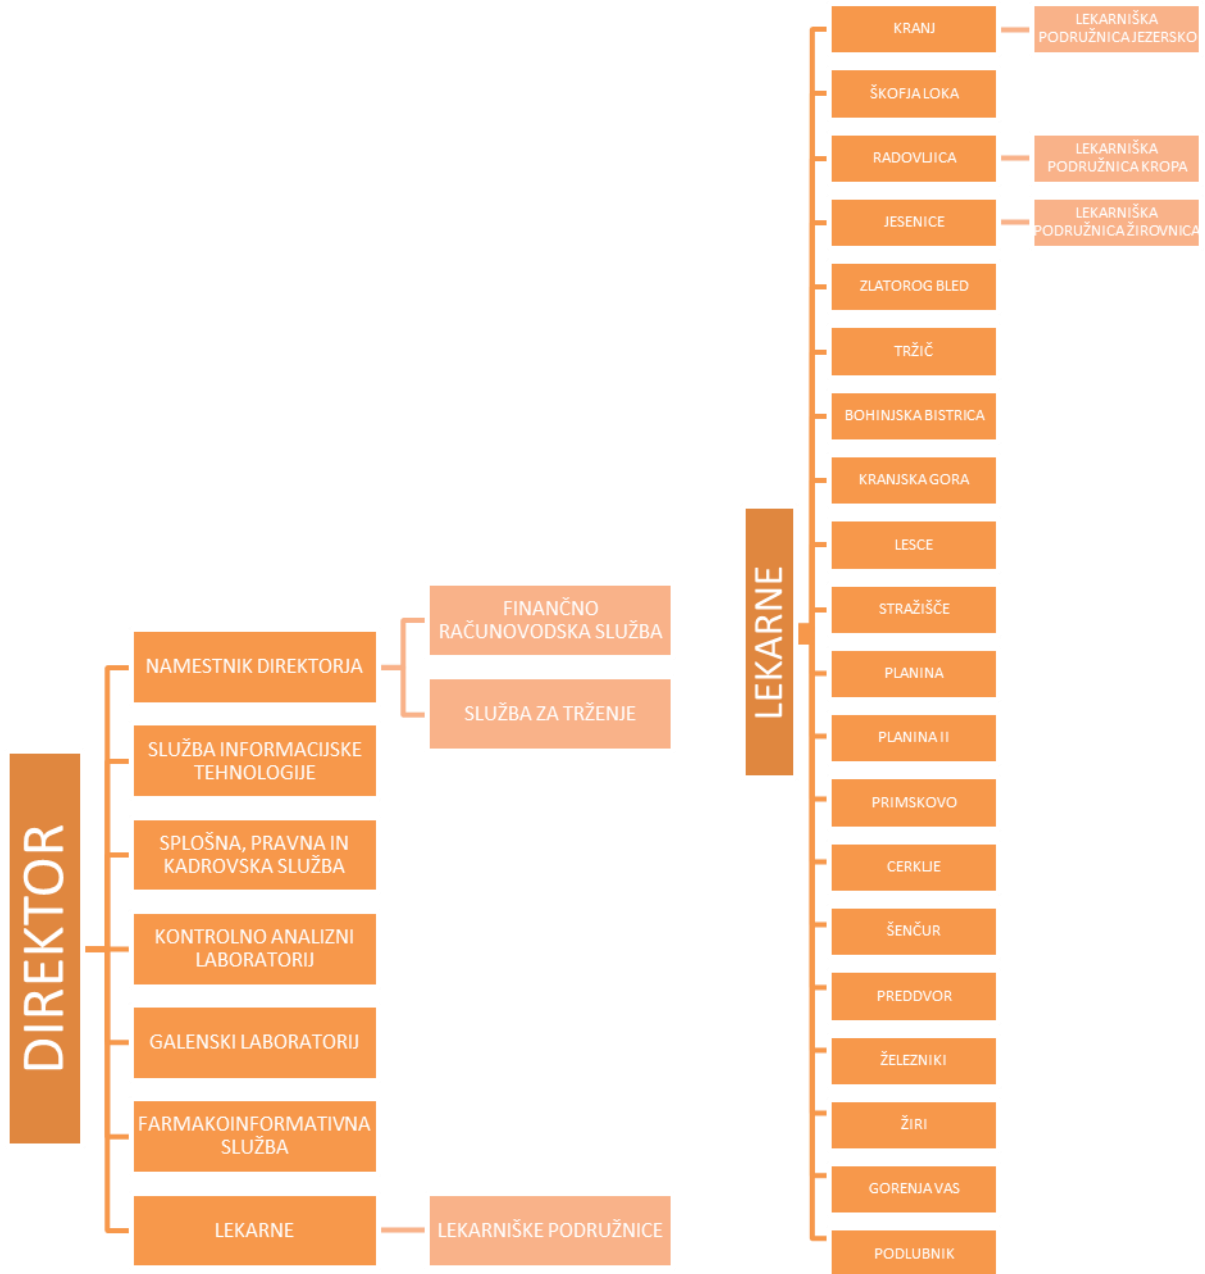 DIREKTOR
NAMESTNIK DIREKTORJA
FINANČNO
RAČUNOVODSKA SLUŽBA
SLUŽBA ZA TRŽENJE
SLUŽBA INFORMACIJSKE
TEHNOLOGIJE
SPLOŠNA, PRAVNA IN
KADROVSKA SLUŽBA
KONTROLNO ANALIZNI
LABORATORIJ
GALENSKI LABORATORIJ
FARMAKOINFORMATIVNA
SLUŽBA
LEKARNE
LEKARNIŠKE PODRUŽNICE
LEKARNE
KRANJ
LEKARNIŠKA
PODRUŽNICA JEZERSKO
ŠKOFJA LOKA
RADOVLJICA
LEKARNIŠKA
PODRUŽNICA KROPA
JESENICE
LEKARNIŠKA
PODRUŽNICA ŽIROVNICA
ZLATOROG BLED
TRŽIČ
BOHINJSKA BISTRICA
KRANJSKA GORA
LESCE
STRAŽIŠČE
PLANINA
PLANINA II
PRIMSKOVO
CERKLJE
ŠENČUR
PREDDVOR
ŽELEZNIKI
ŽIRI
GORENJA VAS
PODLUBNIK